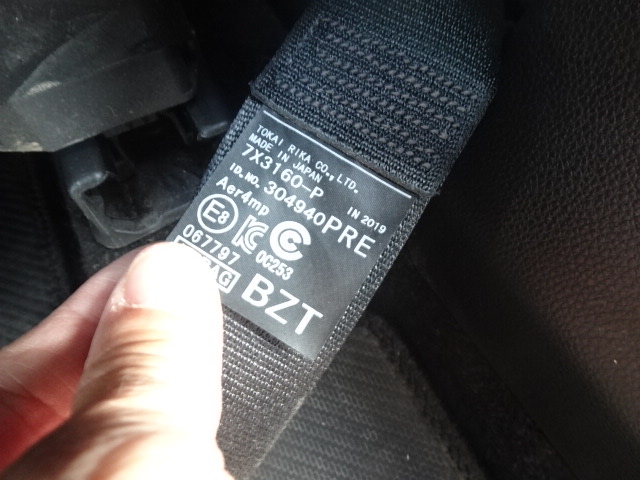 TOKAI RIKA CO., LTD.
MADE IN JAPAN IN 2019
7X3160-P
ID.NO. 304940PRE
Aer4mp
E8
067797
0C253
BZT